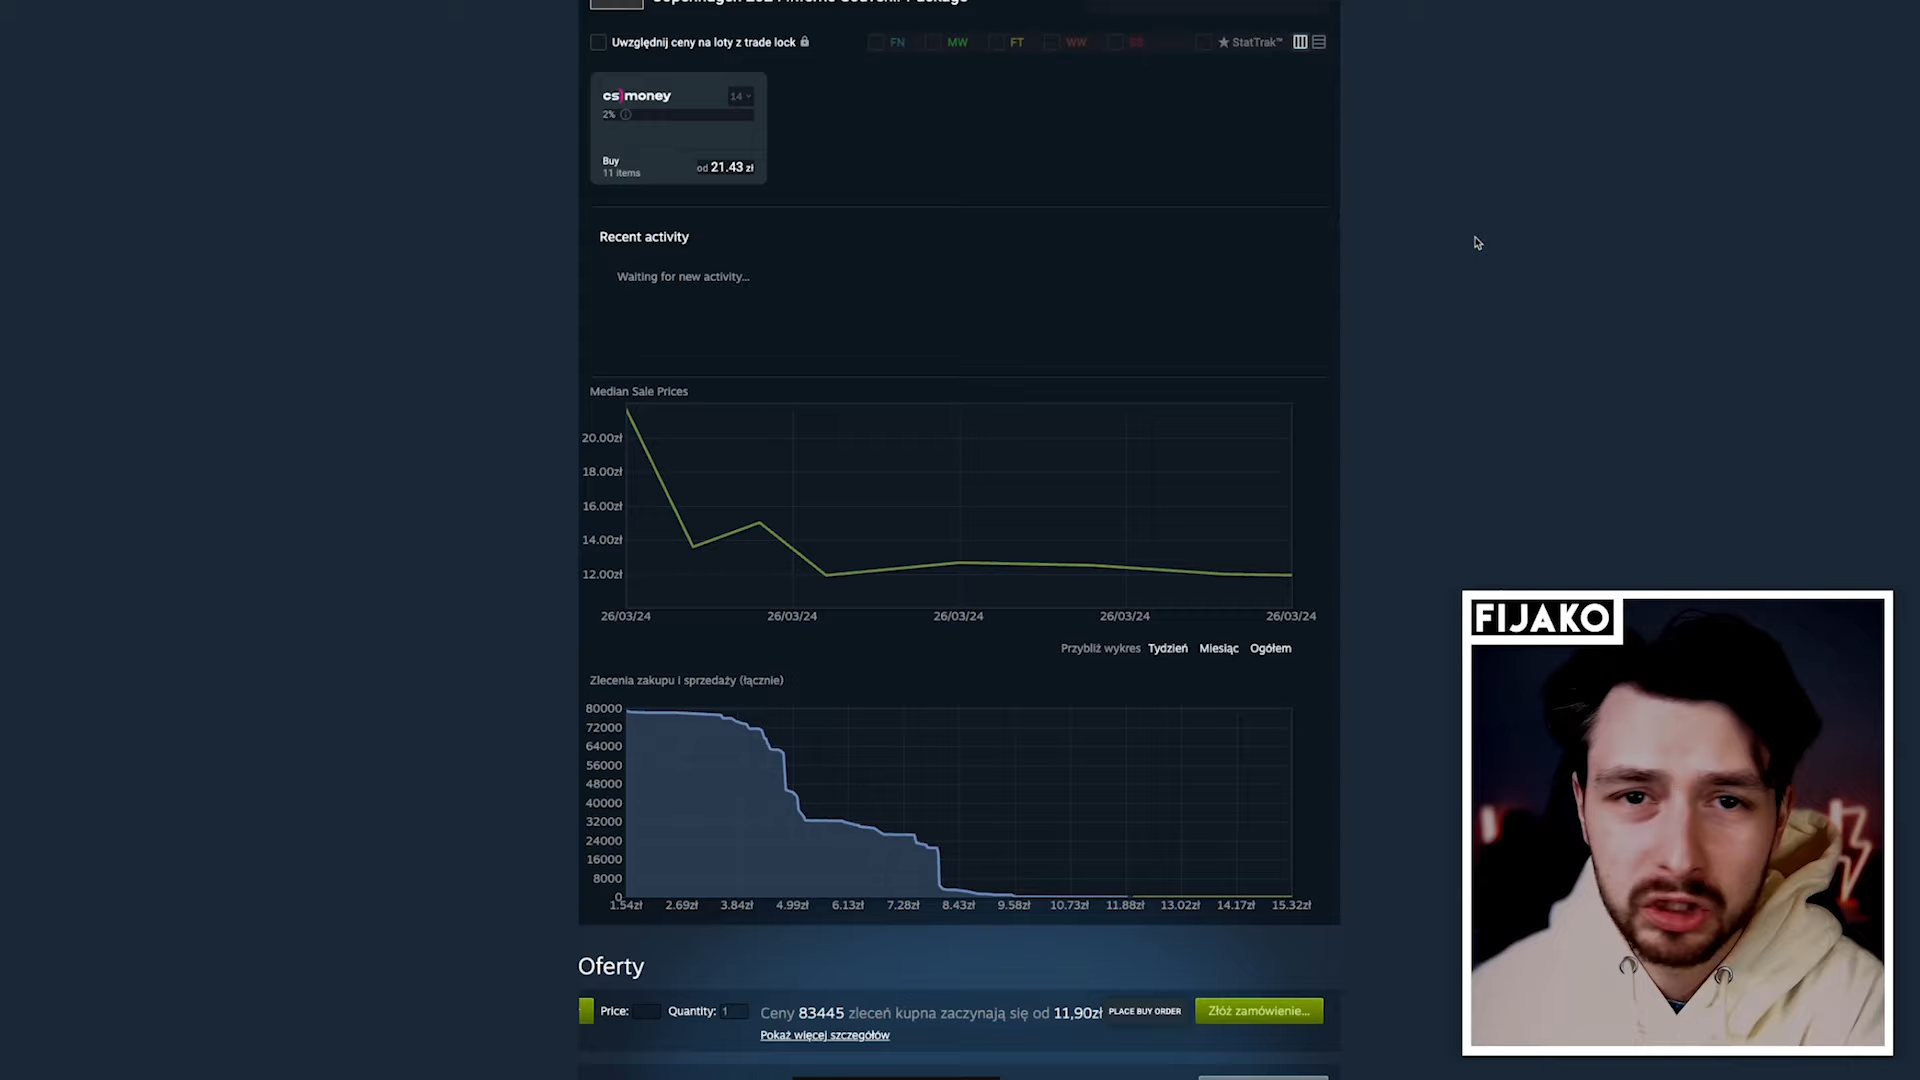 Copenhagen 2024 Inferno Souvenir Package
Uwzględnij ceny na loty z trade lock
FN MW FT WW BS ★ StatTrak™
cs money 14
2%
Buy
11 items od 21.43 zł
Recent activity
Waiting for new activity...
Median Sale Prices
20.00zł
18.00zł
16.00zł
14.00zł
12.00zł
26/03/24 26/03/24 26/03/24 26/03/24 26/03/24
Przybliż wykres Tydzień Miesiąc Ogółem
Zlecenia zakupu i sprzedaży (łącznie)
80000
72000
64000
56000
48000
40000
32000
24000
16000
8000
0
1.54zł 2.69zł 3.84zł 4.99zł 6.13zł 7.28zł 8.43zł 9.58zł 10.73zł 11.88zł 13.02zł 14.17zł 15.32zł
Oferty
Price: Quantity: 1 Ceny 83445 zleceń kupna zaczynają się od 11,90zł PLACE BUY ORDER Złóż zamówienie...
Pokaż więcej szczegółów
FIJAKO